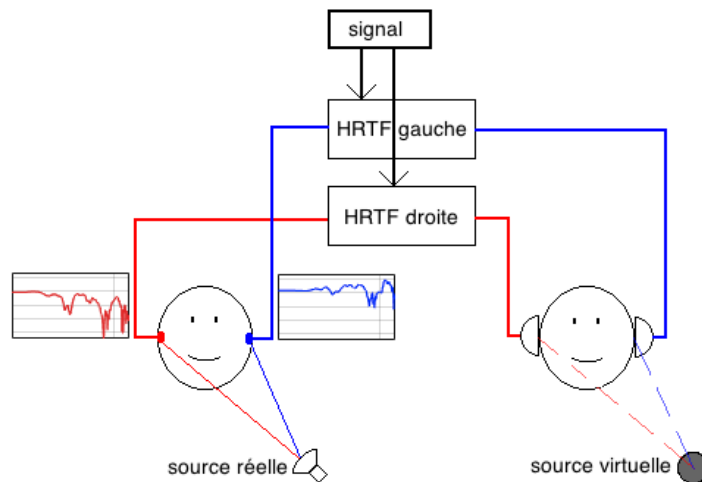 signal
HRTF gauche
HRTF droite
source réelle
source virtuelle